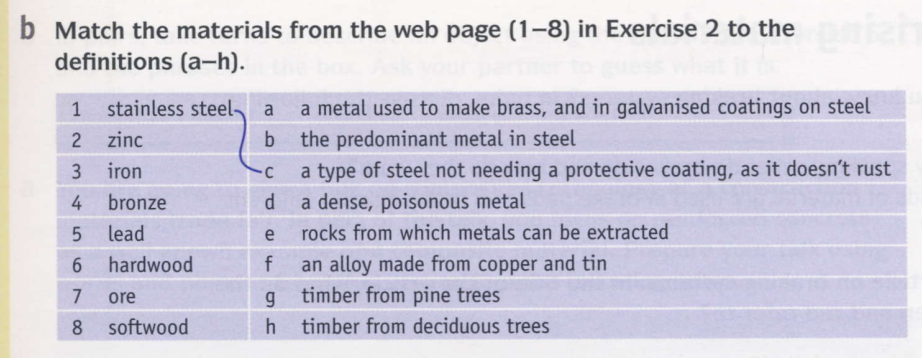 b Match the materials from the web page (1–8) in Exercise 2 to the
definitions (a–h).
1 stainless steel a a metal used to make brass, and in galvanised coatings on steel
2 zinc b the predominant metal in steel
3 iron c a type of steel not needing a protective coating, as it doesn't rust
4 bronze d a dense, poisonous metal
5 lead e rocks from which metals can be extracted
6 hardwood f an alloy made from copper and tin
7 ore g timber from pine trees
8 softwood h timber from deciduous trees